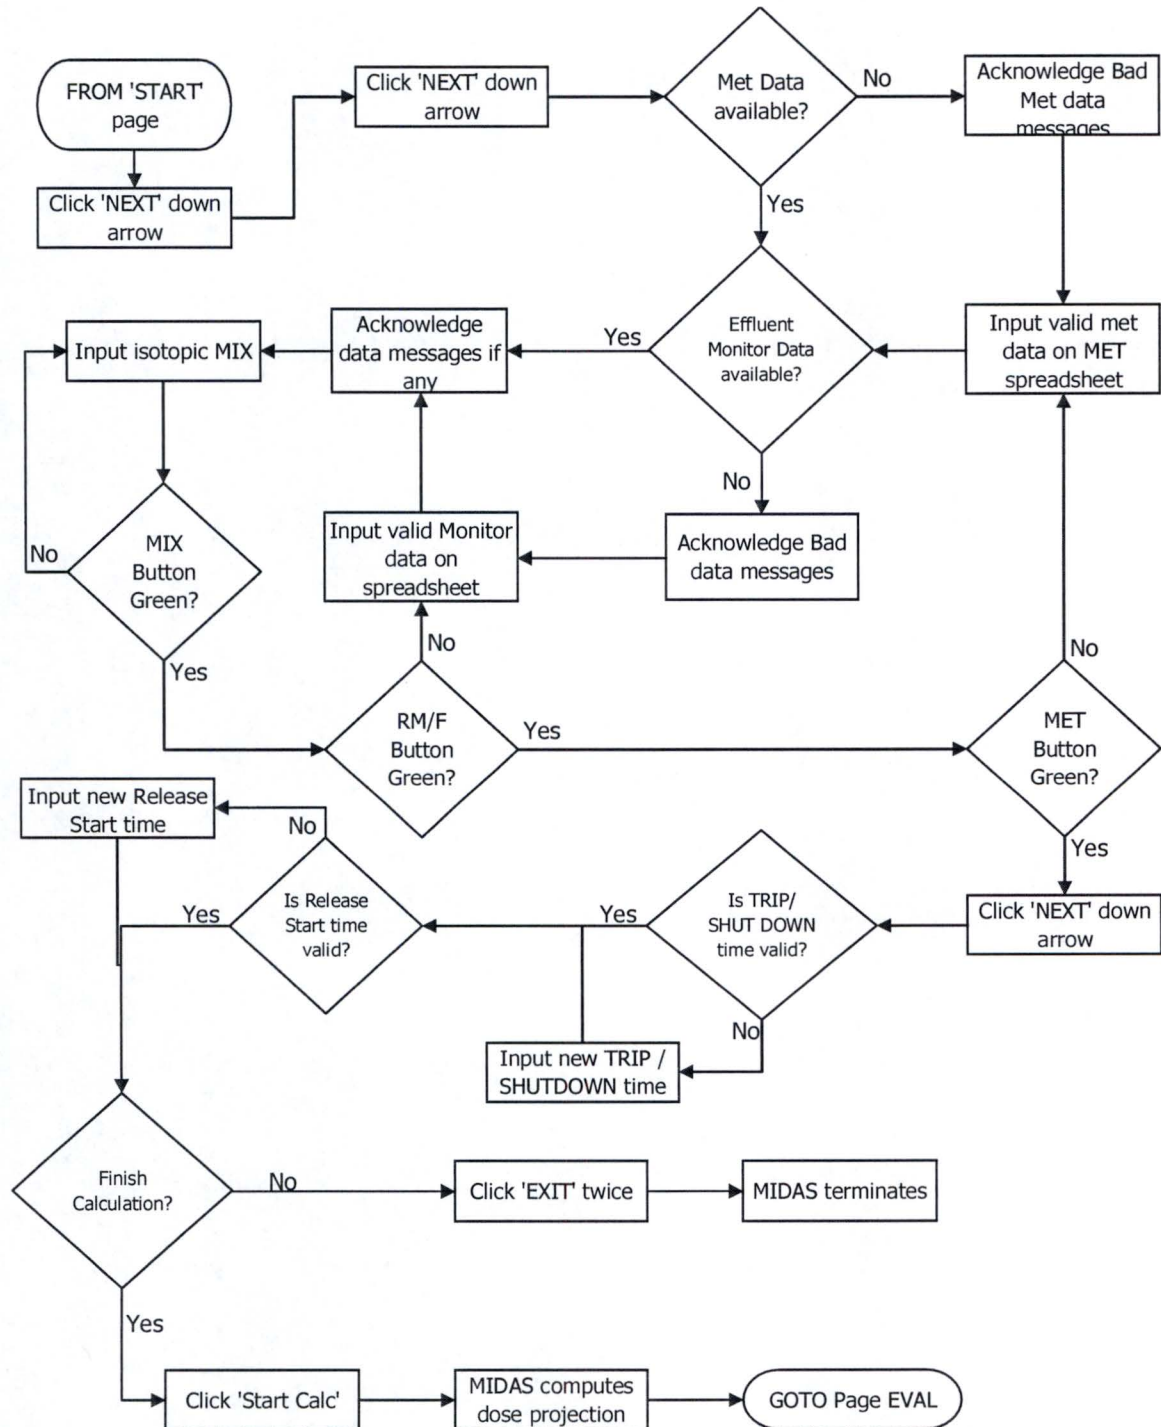 FROM 'START'
page
Click 'NEXT' down
arrow
Click 'NEXT' down
arrow
Met Data
available?
No
Acknowledge Bad
Met data
messages
Yes
Input isotopic MIX
Acknowledge
data messages if
any
Yes
Effluent
Monitor Data
available?
Input valid met
data on MET
spreadsheet
No
No
MIX
Button
Green?
Input valid Monitor
data on
spreadsheet
Acknowledge Bad
data messages
Yes
No
RM/F
Button
Green?
Yes
No
MET
Button
Green?
Yes
Input new Release
Start time
No
Yes
Is Release
Start time
valid?
Yes
Is TRIP/
SHUT DOWN
time valid?
Click 'NEXT' down
arrow
No
Input new TRIP /
SHUTDOWN time
Finish
Calculation?
No
Click 'EXIT' twice
MIDAS terminates
Yes
Click 'Start Calc'
MIDAS computes
dose projection
GOTO Page EVAL